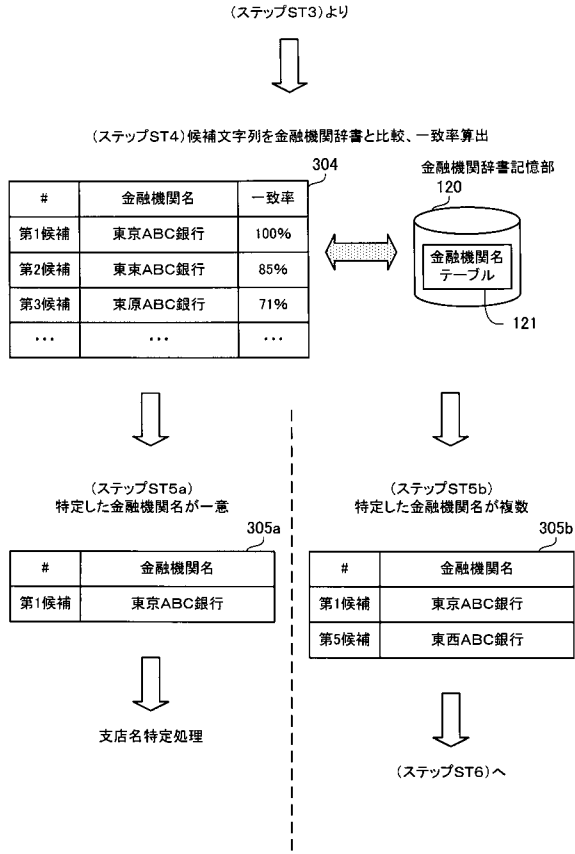 (ステップST3)より
(ステップST4)候補文字列を金融機関辞書と比較、一致率算出
304
# 金融機関名 一致率
第1候補 東京ABC銀行 100%
第2候補 東東ABC銀行 85%
第3候補 東原ABC銀行 71%
・・・ ・・・ ・・・
金融機関辞書記憶部
120
金融機関名
テーブル
121
(ステップST5a)
特定した金融機関名が一意
305a
# 金融機関名
第1候補 東京ABC銀行
支店名特定処理
(ステップST5b)
特定した金融機関名が複数
305b
# 金融機関名
第1候補 東京ABC銀行
第5候補 東西ABC銀行
(ステップST6)へ